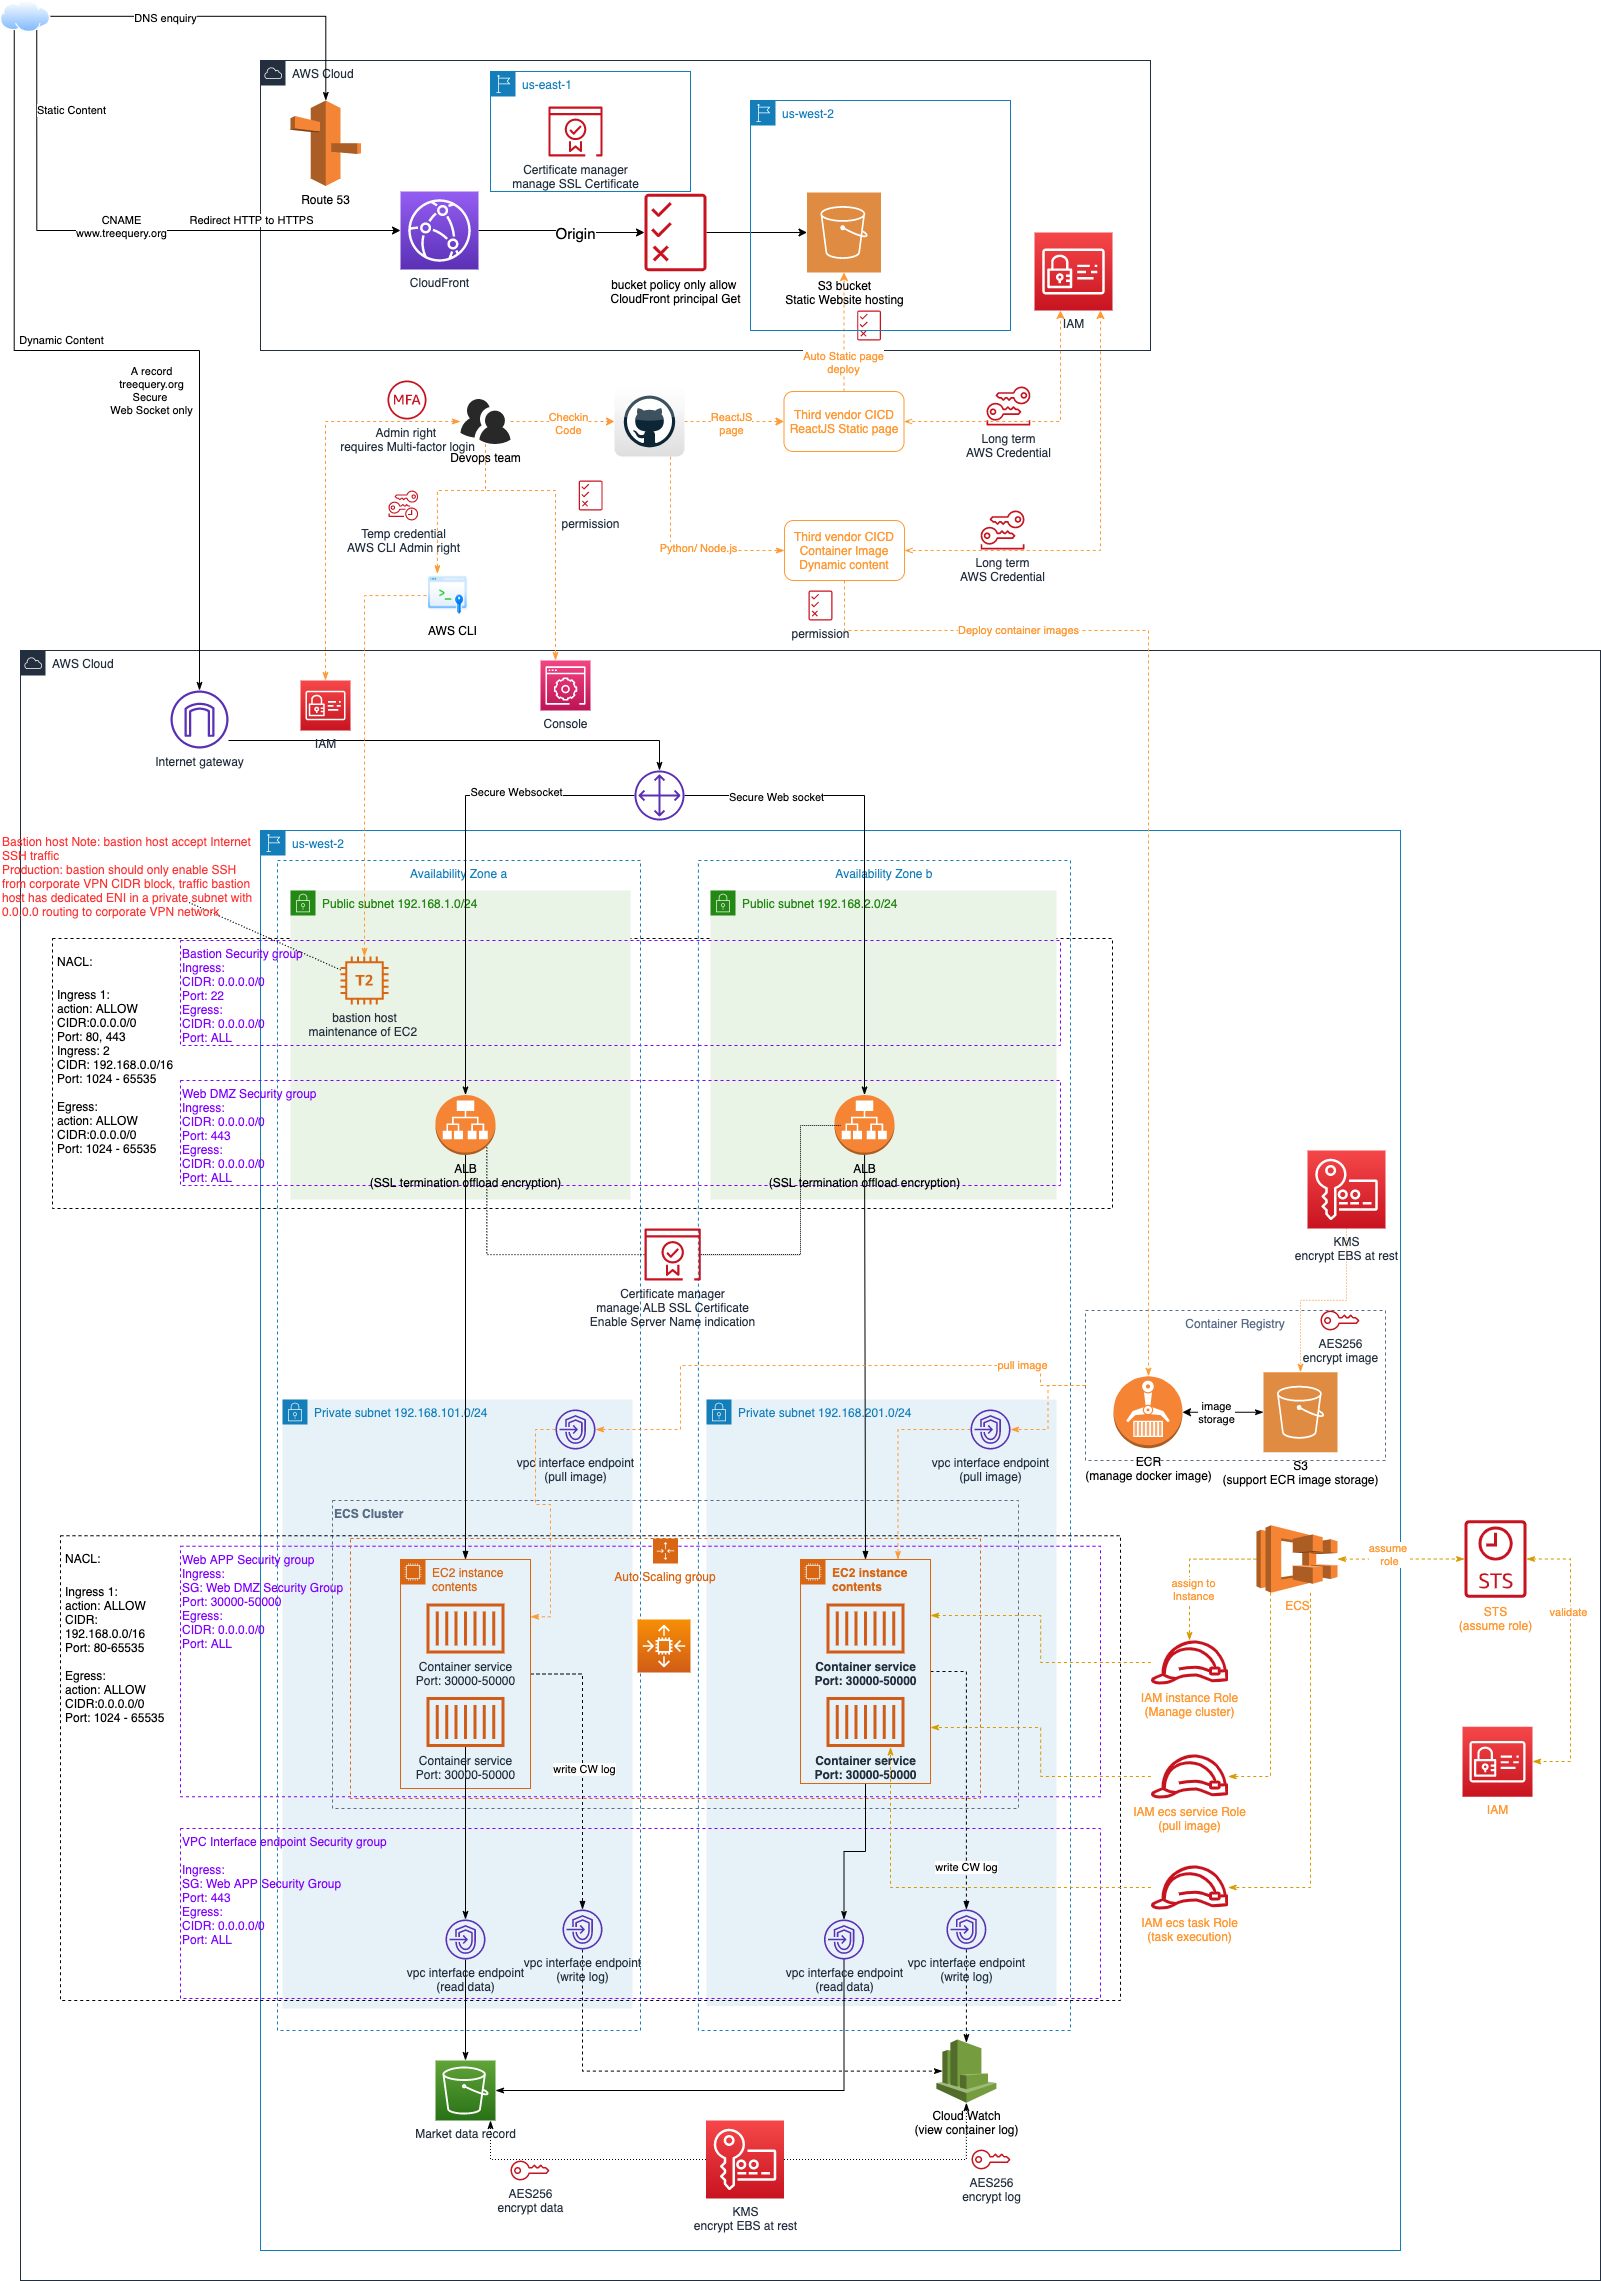 DNS enquiry
AWS Cloud
us-east-1
us-west-2
Static Content
Certificate manager
manage SSL Certificate
Route 53
CNAME
www.treequery.org
Redirect HTTP to HTTPS
Origin
CloudFront
bucket policy only allow
CloudFront principal Get
S3 bucket
Static Website hosting
IAM
Dynamic Content
A record
treequery.org
Secure
Web Socket only
Auto Static page
deploy
MFA
Admin right
requires Multi-factor login
Devops team
Checkin
Code
ReactJS
page
Third vendor CICD
ReactJS Static page
Long term
AWS Credential
Temp credential
AWS CLI Admin right
permission
Python/ Node.js
Third vendor CICD
Container Image
Dynamic content
Long term
AWS Credential
>_
AWS CLI
permission
Deploy container images
AWS Cloud
Internet gateway
IAM
Console
Secure Websocket
Secure Web socket
Bastion host Note: bastion host accept Internet
SSH traffic
Production: bastion should only enable SSH
from corporate VPN CIDR block, traffic bastion
host has dedicated ENI in a private subnet with
0.0.0.0 routing to corporate VPN network
us-west-2
Availability Zone a
Availability Zone b
Public subnet 192.168.1.0/24
Public subnet 192.168.2.0/24
NACL:
Ingress 1:
action: ALLOW
CIDR:0.0.0.0/0
Port: 80, 443
Ingress: 2
CIDR: 192.168.0.0/16
Port: 1024 - 65535
Egress:
action: ALLOW
CIDR:0.0.0.0/0
Port: 1024 - 65535
Bastion Security group
Ingress:
CIDR: 0.0.0.0/0
Port: 22
Egress:
CIDR: 0.0.0.0/0
Port: ALL
T2
bastion host
maintenance of EC2
Web DMZ Security group
Ingress:
CIDR: 0.0.0.0/0
Port: 443
Egress:
CIDR: 0.0.0.0/0
Port: ALL
ALB
(SSL termination offload encryption)
ALB
(SSL termination offload encryption)
Certificate manager
manage ALB SSL Certificate
Enable Server Name indication
KMS
encrypt EBS at rest
Container Registry
AES256
encrypt image
pull image
image
storage
ECR
(manage docker image)
S3
(support ECR image storage)
Private subnet 192.168.101.0/24
Private subnet 192.168.201.0/24
vpc interface endpoint
(pull image)
vpc interface endpoint
(pull image)
ECS Cluster
NACL:
Ingress 1:
action: ALLOW
CIDR:
192.168.0.0/16
Port: 80-65535
Egress:
action: ALLOW
CIDR:0.0.0.0/0
Port: 1024 - 65535
Web APP Security group
Ingress:
SG: Web DMZ Security Group
Port: 30000-50000
Egress:
CIDR: 0.0.0.0/0
Port: ALL
EC2 instance
contents
Container service
Port: 30000-50000
Container service
Port: 30000-50000
Auto Scaling group
EC2 instance
contents
Container service
Port: 30000-50000
Container service
Port: 30000-50000
write CW log
write CW log
ECS
assume
role
STS
STS
(assume role)
validate
assign to
Instance
IAM instance Role
(Manage cluster)
IAM ecs service Role
(pull image)
IAM
IAM ecs task Role
(task execution)
VPC Interface endpoint Security group
Ingress:
SG: Web APP Security Group
Port: 443
Egress:
CIDR: 0.0.0.0/0
Port: ALL
vpc interface endpoint
(read data)
vpc interface endpoint
(write log)
vpc interface endpoint
(read data)
vpc interface endpoint
(write log)
Market data record
Cloud Watch
(view container log)
AES256
encrypt data
KMS
encrypt EBS at rest
AES256
encrypt log